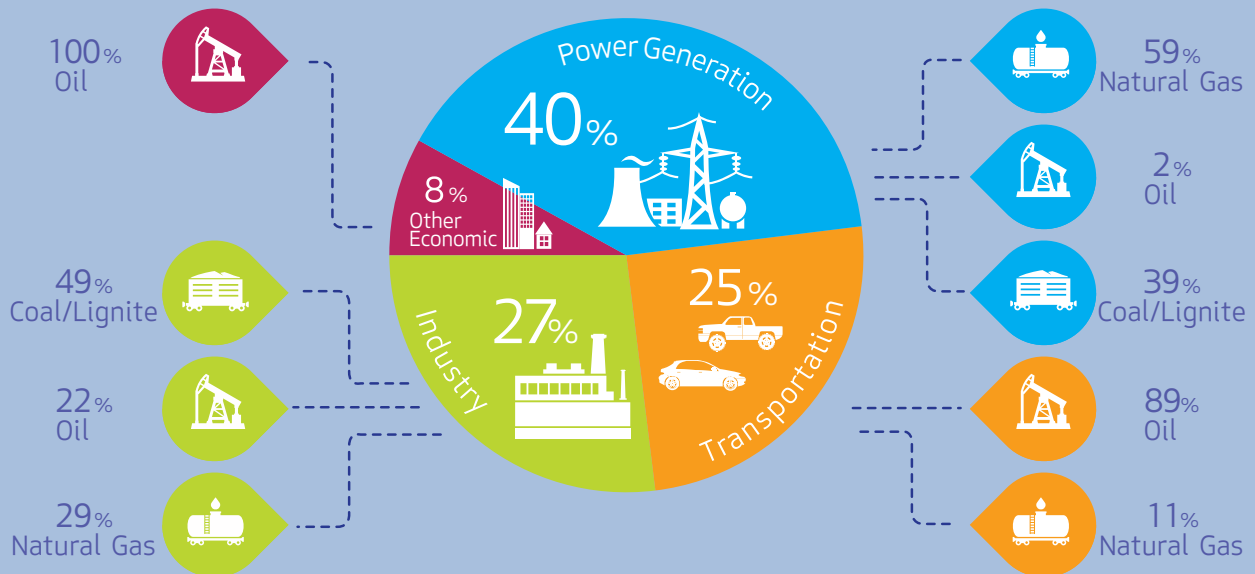 100%
Oil
49%
Coal/Lignite
22%
Oil
29%
Natural Gas
Power Generation
40%
8%
Other
Economic
27%
Industry
25%
Transportation
59%
Natural Gas
2%
Oil
39%
Coal/Lignite
89%
Oil
11%
Natural Gas